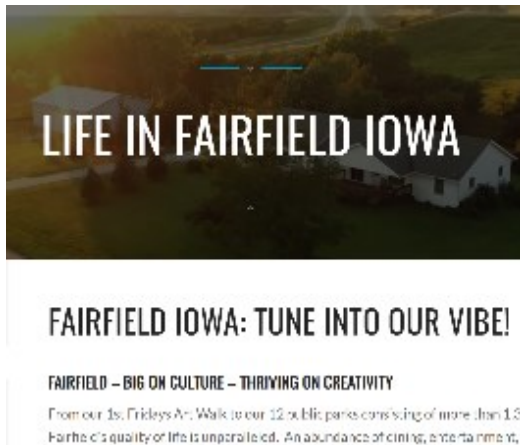 LIFE IN FAIRFIELD IOWA
FAIRFIELD IOWA: TUNE INTO OUR VIBE!
FAIRFIELD – BIG ON CULTURE – THRIVING ON CREATIVITY
From our 1st Fridays Art Walk to our 12 public parks consisting of more than 1,3
Fairfield's quality of life is unparalleled. An abundance of dining, entertainment,